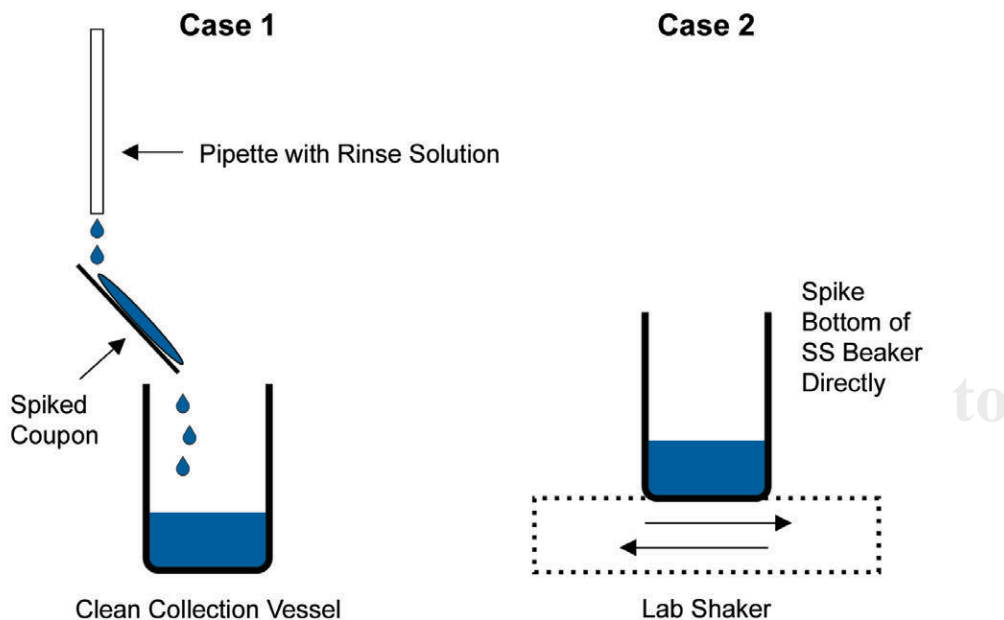 Case 1
Case 2
Pipette with Rinse Solution
Spiked
Coupon
Spike
Bottom of
SS Beaker
Directly
to
Clean Collection Vessel
Lab Shaker